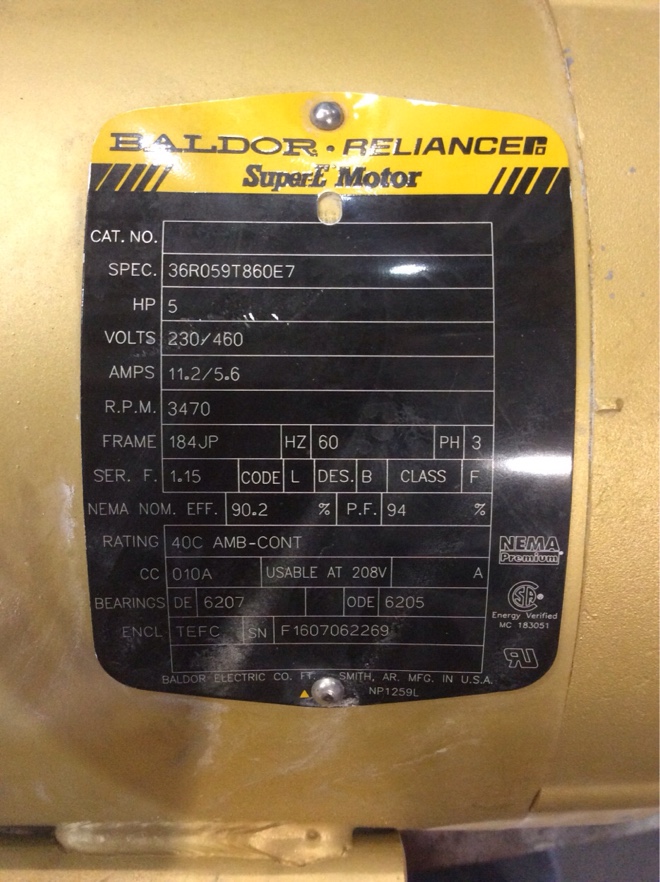 BALDOR • RELIANCE
Super-E Motor
CAT. NO.
SPEC. 36R059T860E7
HP 5
VOLTS 230/460
AMPS 11.2/5.6
R.P.M. 3470
FRAME 184JP HZ 60 PH 3
SER. F. 1.15 CODE L DES. B CLASS F
NEMA NOM. EFF. 90.2 % P.F. 94 %
RATING 40C AMB-CONT
CC 010A USABLE AT 208V A
BEARINGS DE 6207 ODE 6205
ENCL TEFC SN F1607062269
NEMA
Premium
Energy Verified
MC 183051
BALDOR ELECTRIC CO. FT. SMITH, AR. MFG. IN U.S.A.
NP1259L